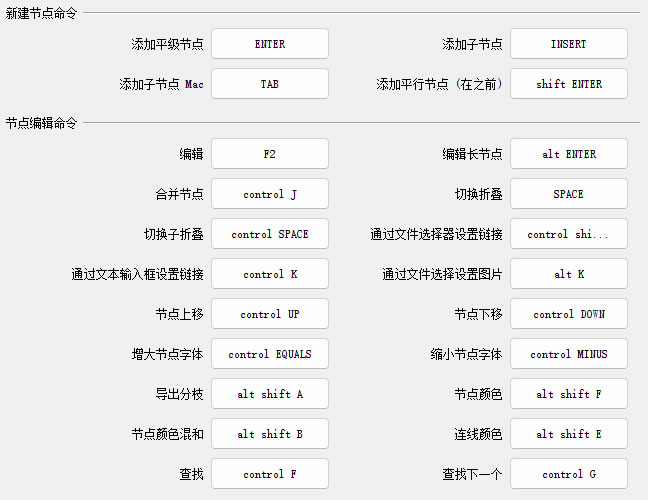 新建节点命令
添加平级节点 ENTER 添加子节点 INSERT
添加子节点 Mac TAB 添加平行节点 (在之前) shift ENTER
节点编辑命令
编辑 F2 编辑长节点 alt ENTER
合并节点 control J 切换折叠 SPACE
切换子折叠 control SPACE 通过文件选择器设置链接 control shi...
通过文本输入框设置链接 control K 通过文件选择设置图片 alt K
节点上移 control UP 节点下移 control DOWN
增大节点字体 control EQUALS 缩小节点字体 control MINUS
导出分枝 alt shift A 节点颜色 alt shift F
节点颜色混和 alt shift B 连线颜色 alt shift E
查找 control F 查找下一个 control G